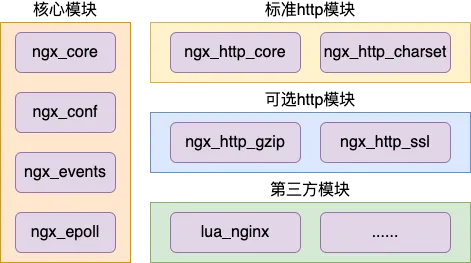 核心模块
ngx_core
ngx_conf
ngx_events
ngx_epoll
标准http模块
ngx_http_core
ngx_http_charset
可选http模块
ngx_http_gzip
ngx_http_ssl
第三方模块
lua_nginx
......